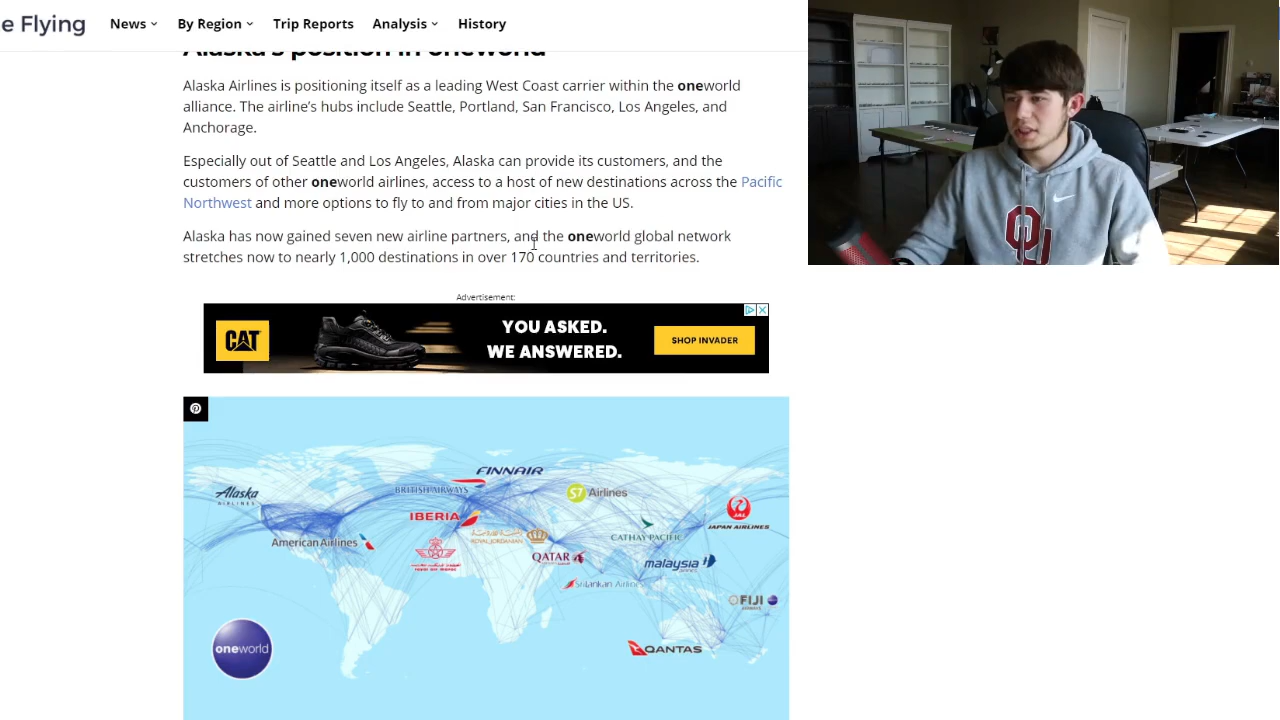 e Flying
News
By Region
Trip Reports
Analysis
History
Alaska's position in oneworld
Alaska Airlines is positioning itself as a leading West Coast carrier within the oneworld
alliance. The airline's hubs include Seattle, Portland, San Francisco, Los Angeles, and
Anchorage.
Especially out of Seattle and Los Angeles, Alaska can provide its customers, and the
customers of other oneworld airlines, access to a host of new destinations across the Pacific
Northwest and more options to fly to and from major cities in the US.
Alaska has now gained seven new airline partners, and the oneworld global network
stretches now to nearly 1,000 destinations in over 170 countries and territories.
Advertisement:
CAT
YOU ASKED.
WE ANSWERED.
SHOP INVADER
FINNAIR
Alaska
AIRLINES
BRITISH AIRWAYS
S7 Airlines
IBERIA
JAL
JAPAN AIRLINES
ROYAL JORDANIAN
CATHAY PACIFIC
American Airlines
QATAR
royal air maroc
malaysia
airlines
SriLankan Airlines
FIJI
AIRWAYS
oneworld
QANTAS
OU